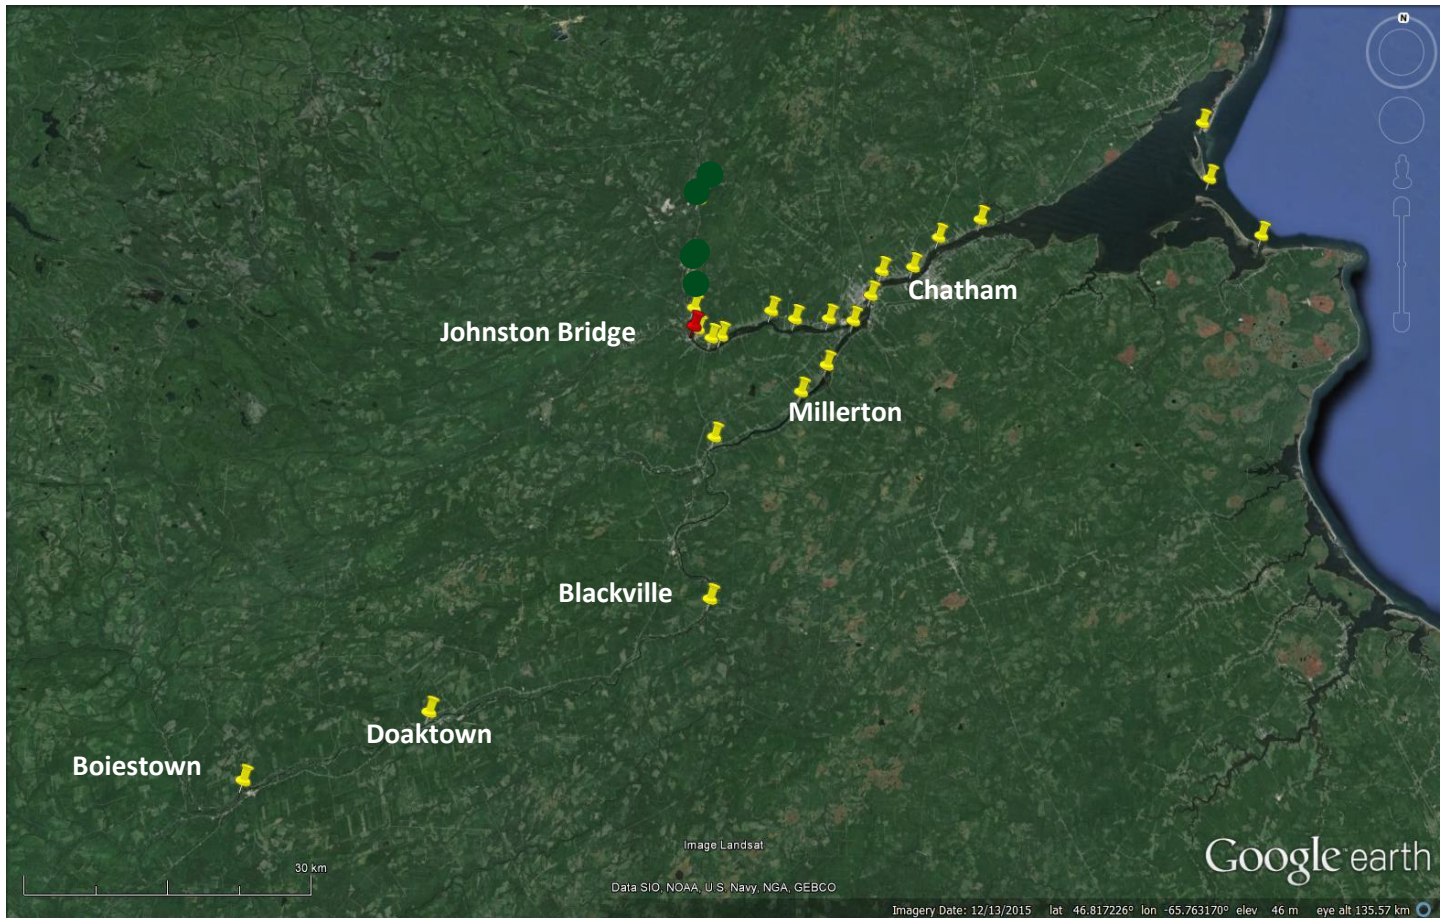 N
Chatham
Johnston Bridge
Millerton
Blackville
Doaktown
Boiestown
Image Landsat
Google earth
30 km
Data SIO, NOAA, U.S. Navy, NGA, GEBCO
Imagery Date: 12/13/2015 lat 46.817226° lon -65.763170° elev 46 m eye alt 135.57 km